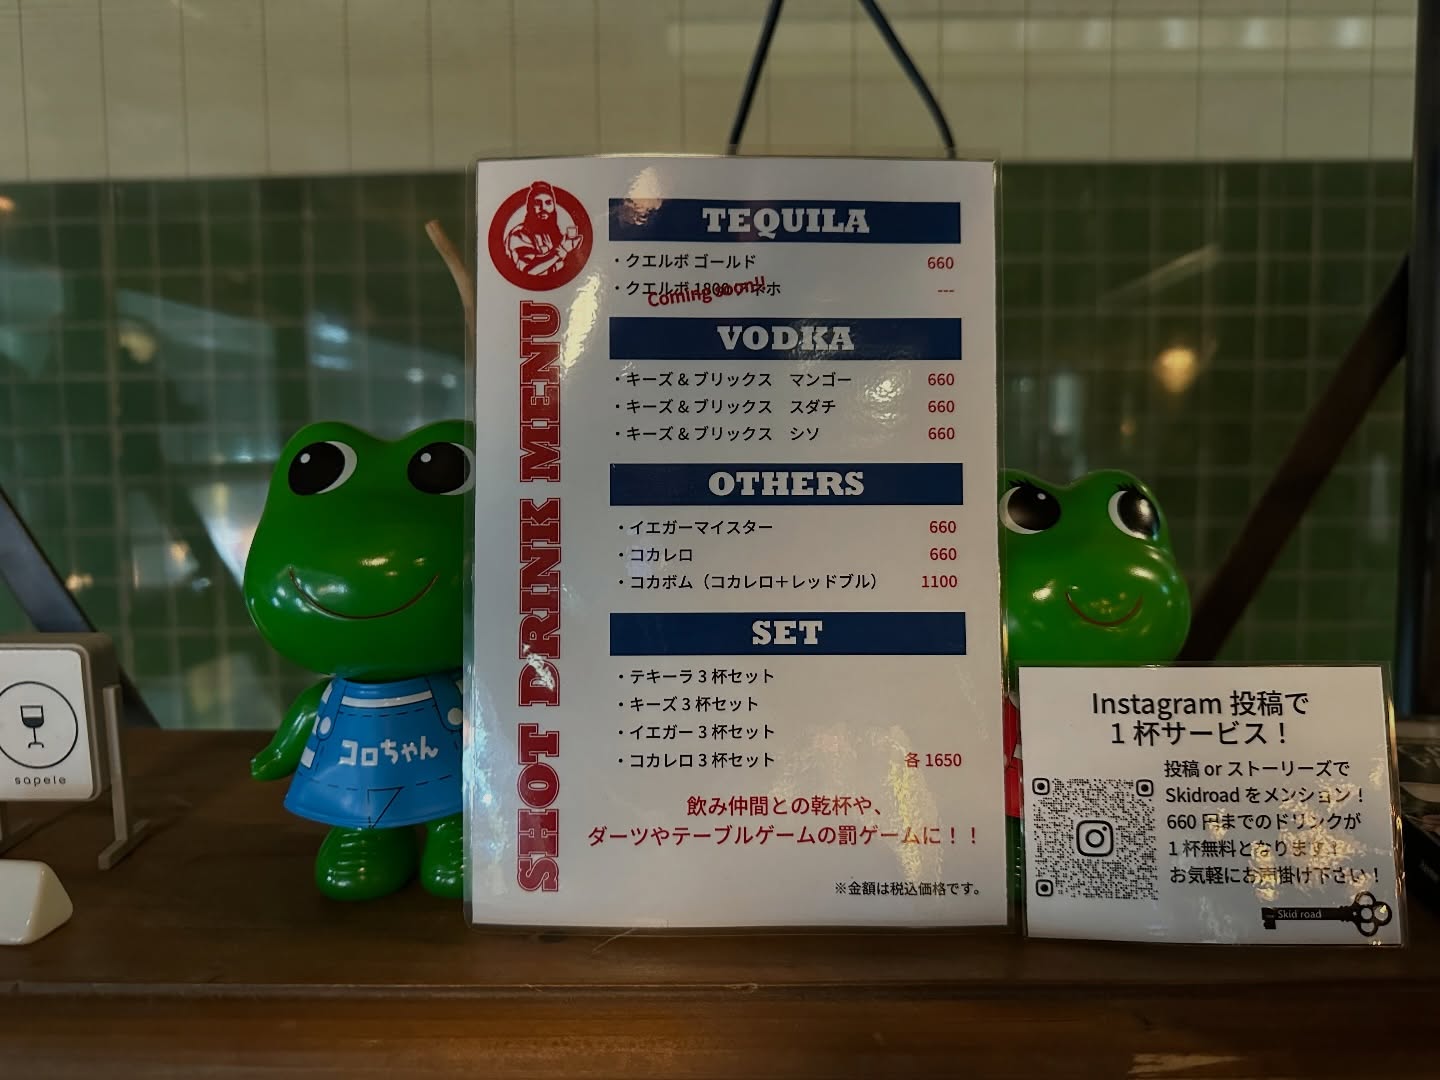 SHOT DRINK MENU
TEQUILA
・クエルボ ゴールド 660
・クエルボ 1800 アネホ ---
Coming soon!!
VODKA
・キーズ & ブリックス マンゴー 660
・キーズ & ブリックス スダチ 660
・キーズ & ブリックス シソ 660
OTHERS
・イエガーマイスター 660
・コカレロ 660
・コカボム（コカレロ＋レッドブル） 1100
SET
・テキーラ 3 杯セット
・キーズ 3 杯セット
・イエガー 3 杯セット
・コカレロ 3 杯セット 各 1650
飲み仲間との乾杯や、
ダーツやテーブルゲームの罰ゲームに！！
※金額は税込価格です。
コロちゃん
sapele
Instagram 投稿で
1 杯サービス！
投稿 or ストーリーズで
Skidroad をメンション！
660 円までのドリンクが
1 杯無料となります！
お気軽にお声掛け下さい！
Skid road